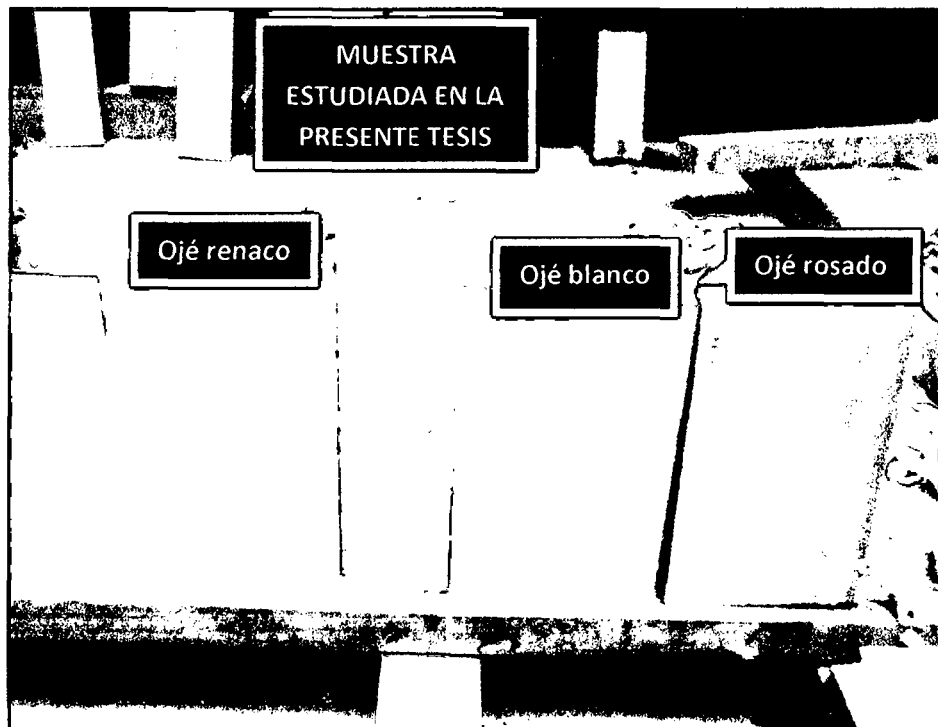 MUESTRA
ESTUDIADA EN LA
PRESENTE TESIS
Ojé renaco
Ojé blanco
Ojé rosado